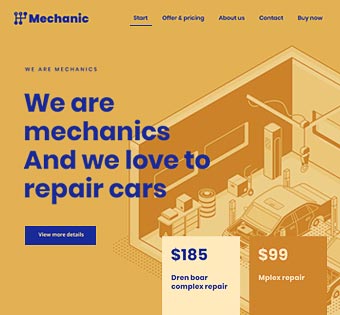 Mechanic
Start Offer & pricing About us Contact Buy now
WE ARE MECHANICS
We are
mechanics
And we love to
repair cars
View more details
$185
Dren boar
complex repair
$99
Mplex repair